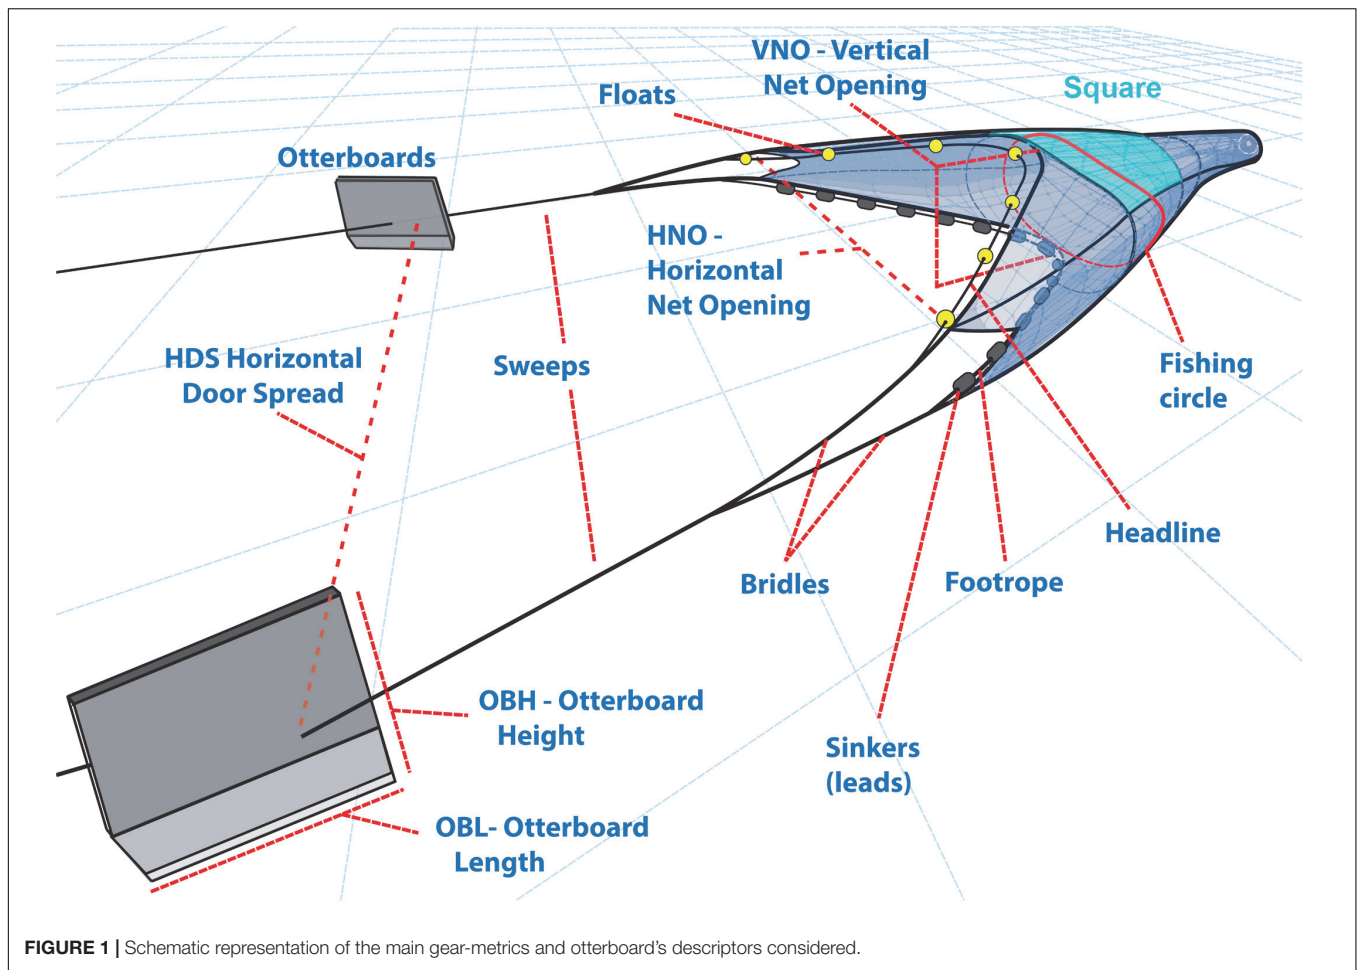 VNO - Vertical
Net Opening
Square
Floats
Otterboards
HNO -
Horizontal
Net Opening
HDS Horizontal
Door Spread
Sweeps
Fishing
circle
Headline
Bridles
Footrope
OBH - Otterboard
Height
Sinkers
(leads)
OBL- Otterboard
Length
FIGURE 1 | Schematic representation of the main gear-metrics and otterboard’s descriptors considered.